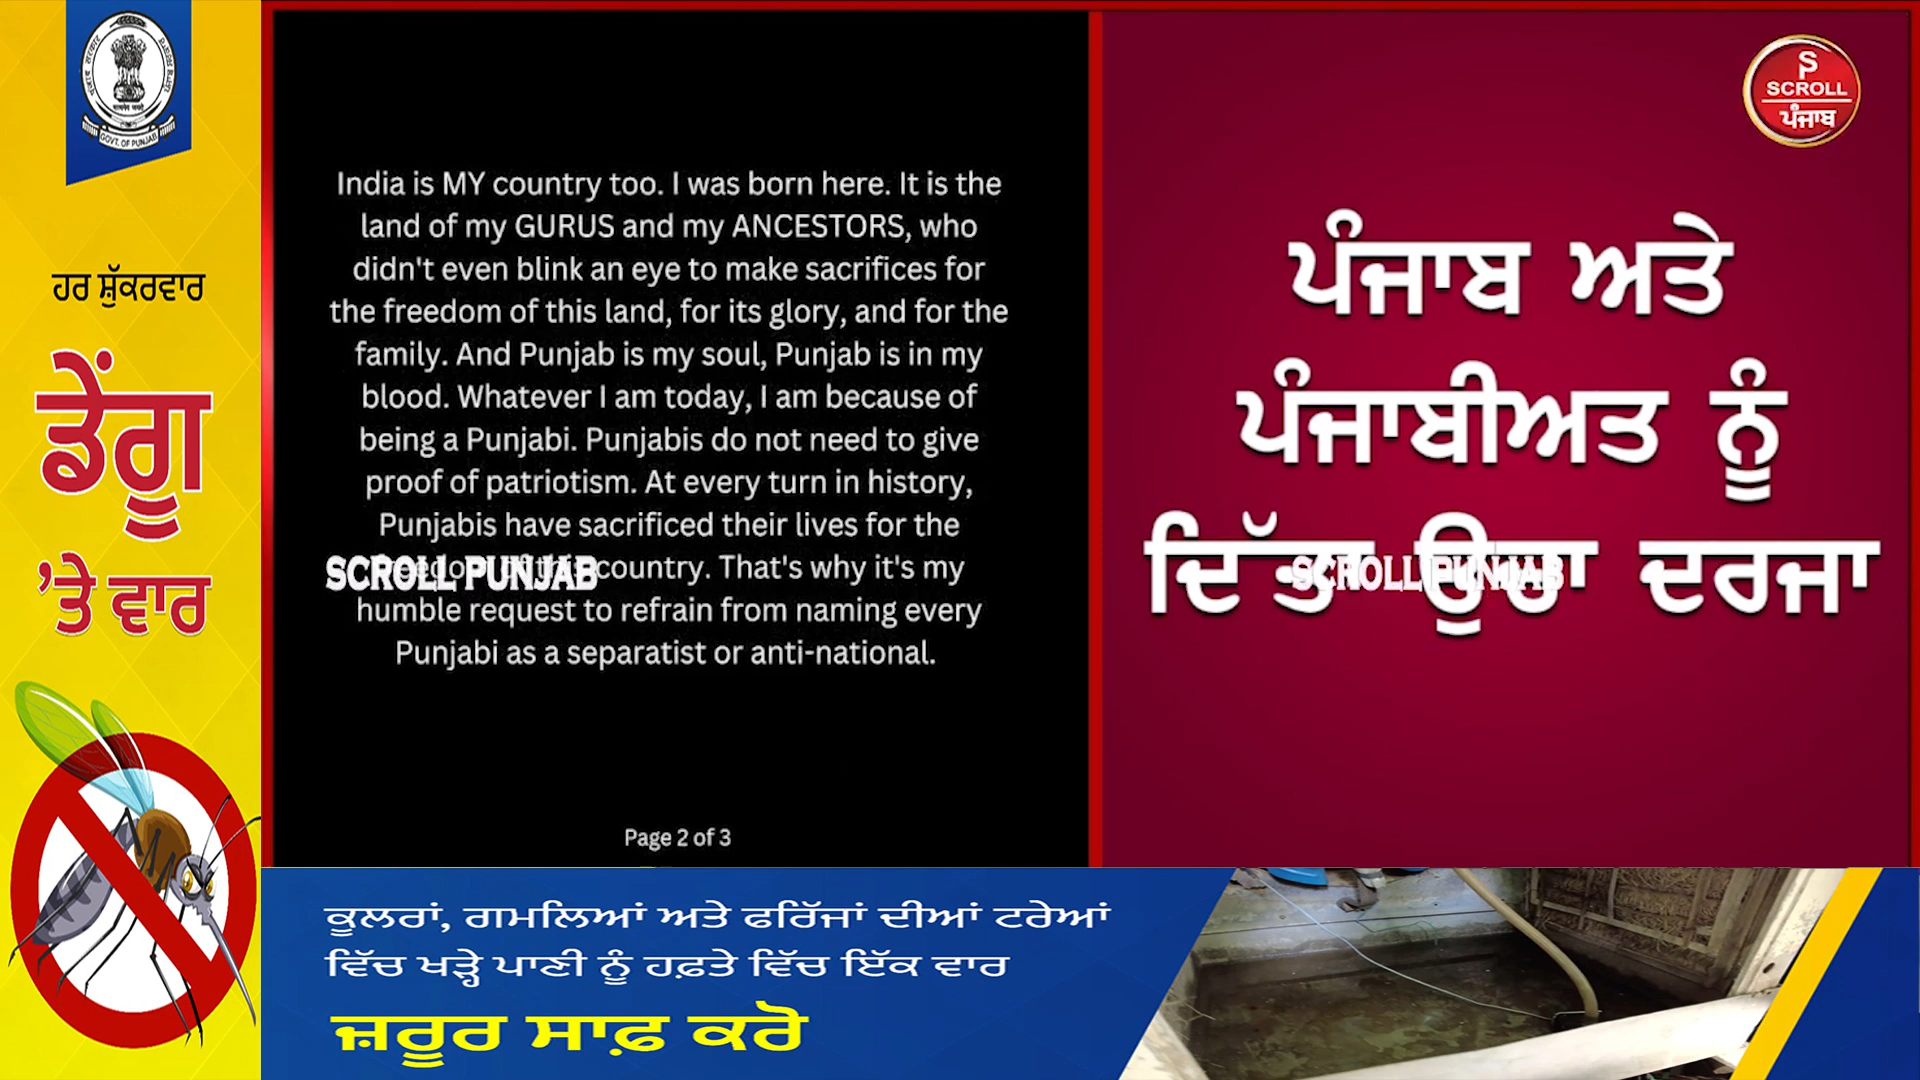 GOVT. OF PUNJAB
ਹਰ ਸ਼ੁੱਕਰਵਾਰ
ਡੇਂਗੂ
’ਤੇ ਵਾਰ
India is MY country too. I was born here. It is the
land of my GURUS and my ANCESTORS, who
didn't even blink an eye to make sacrifices for
the freedom of this land, for its glory, and for the
family. And Punjab is my soul, Punjab is in my
blood. Whatever I am today, I am because of
being a Punjabi. Punjabis do not need to give
proof of patriotism. At every turn in history,
Punjabis have sacrificed their lives for the
country. That's why it's my
SCROLL PUNJAB
humble request to refrain from naming every
Punjabi as a separatist or anti-national.
Page 2 of 3
SP
SCROLL
ਪੰਜਾਬ
ਪੰਜਾਬ ਅਤੇ
ਪੰਜਾਬੀਅਤ ਨੂੰ
ਦਿੱਤਾ ਉਚਾ ਦਰਜਾ
SCROLL PUNJAB
ਕੂਲਰਾਂ, ਗਮਲਿਆਂ ਅਤੇ ਫਰਿੱਜਾਂ ਦੀਆਂ ਟਰੇਆਂ
ਵਿੱਚ ਖੜ੍ਹੇ ਪਾਣੀ ਨੂੰ ਹਫ਼ਤੇ ਵਿੱਚ ਇੱਕ ਵਾਰ
ਜ਼ਰੂਰ ਸਾਫ਼ ਕਰੋ